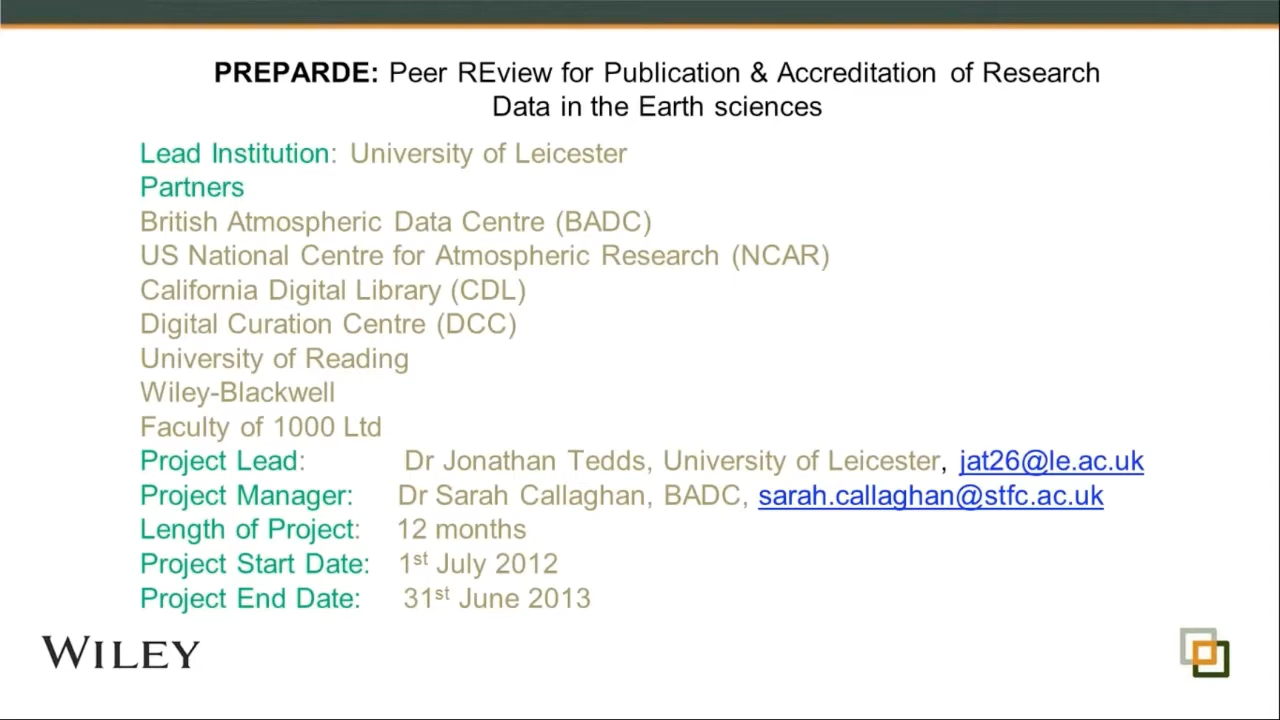 PREPARDE: Peer REview for Publication & Accreditation of Research
Data in the Earth sciences
Lead Institution: University of Leicester
Partners
British Atmospheric Data Centre (BADC)
US National Centre for Atmospheric Research (NCAR)
California Digital Library (CDL)
Digital Curation Centre (DCC)
University of Reading
Wiley-Blackwell
Faculty of 1000 Ltd
Project Lead: Dr Jonathan Tedds, University of Leicester, jat26@le.ac.uk
Project Manager: Dr Sarah Callaghan, BADC, sarah.callaghan@stfc.ac.uk
Length of Project: 12 months
Project Start Date: 1st July 2012
Project End Date: 31st June 2013
WILEY